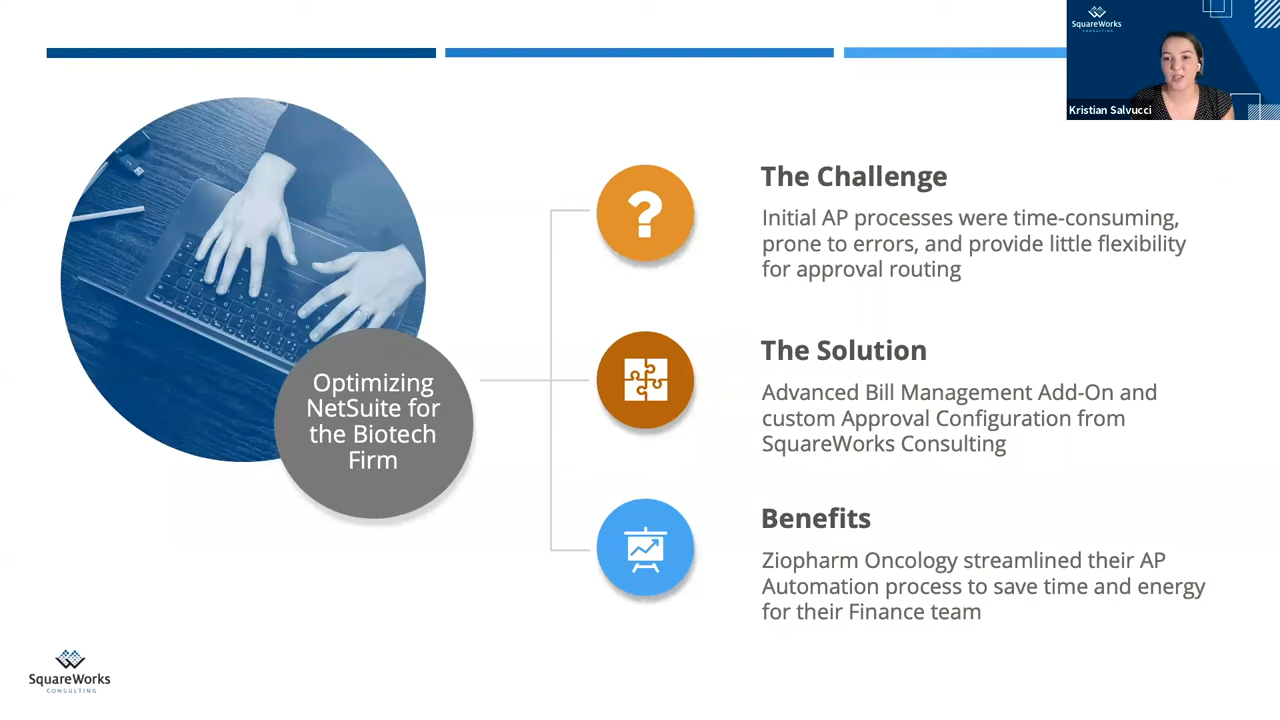 SquareWorks
CONSULTING
Kristian Salvucci
Optimizing
NetSuite for
the Biotech
Firm
?
The Challenge
Initial AP processes were time-consuming,
prone to errors, and provide little flexibility
for approval routing
The Solution
Advanced Bill Management Add-On and
custom Approval Configuration from
SquareWorks Consulting
Benefits
Ziopharm Oncology streamlined their AP
Automation process to save time and energy
for their Finance team
SquareWorks
CONSULTING